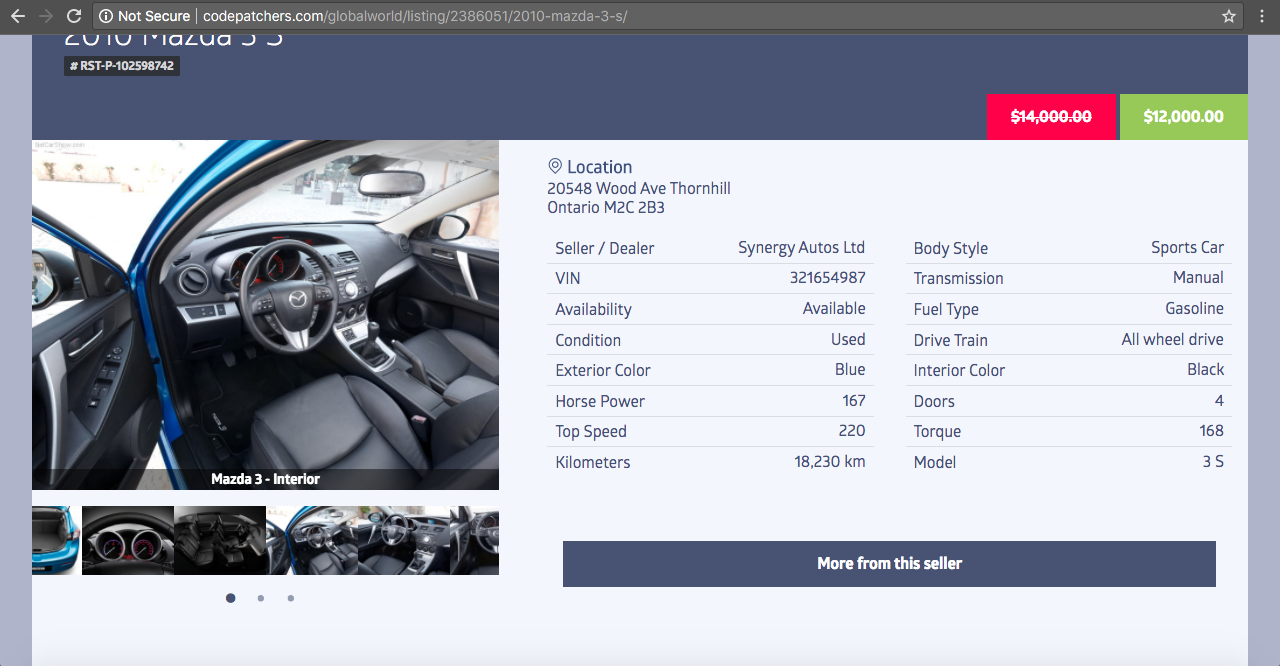 Not Secure | codepatchers.com/globalworld/listing/2386051/2010-mazda-3-s/
2010 Mazda 3 S
# RST-P-102598742
$14,000.00
$12,000.00
NetCarShow.com
Mazda 3 - Interior
Location
20548 Wood Ave Thornhill
Ontario M2C 2B3
Seller / Dealer Synergy Autos Ltd
VIN 321654987
Availability Available
Condition Used
Exterior Color Blue
Horse Power 167
Top Speed 220
Kilometers 18,230 km
Body Style Sports Car
Transmission Manual
Fuel Type Gasoline
Drive Train All wheel drive
Interior Color Black
Doors 4
Torque 168
Model 3 S
More from this seller